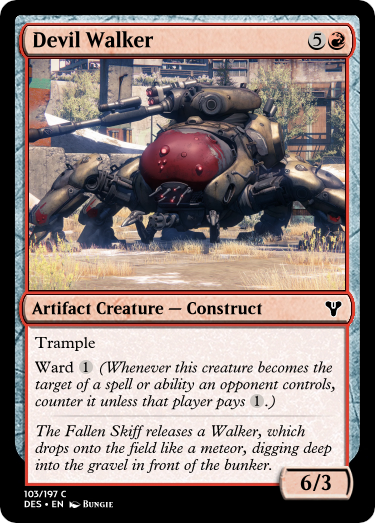 Devil Walker 5
Artifact Creature — Construct
Trample
Ward 1 (Whenever this creature becomes the
target of a spell or ability an opponent controls,
counter it unless that player pays 1.)
The Fallen Skiff releases a Walker, which
drops onto the field like a meteor, digging deep
into the gravel in front of the bunker.
6/3
103/197 C
DES • EN Bungie